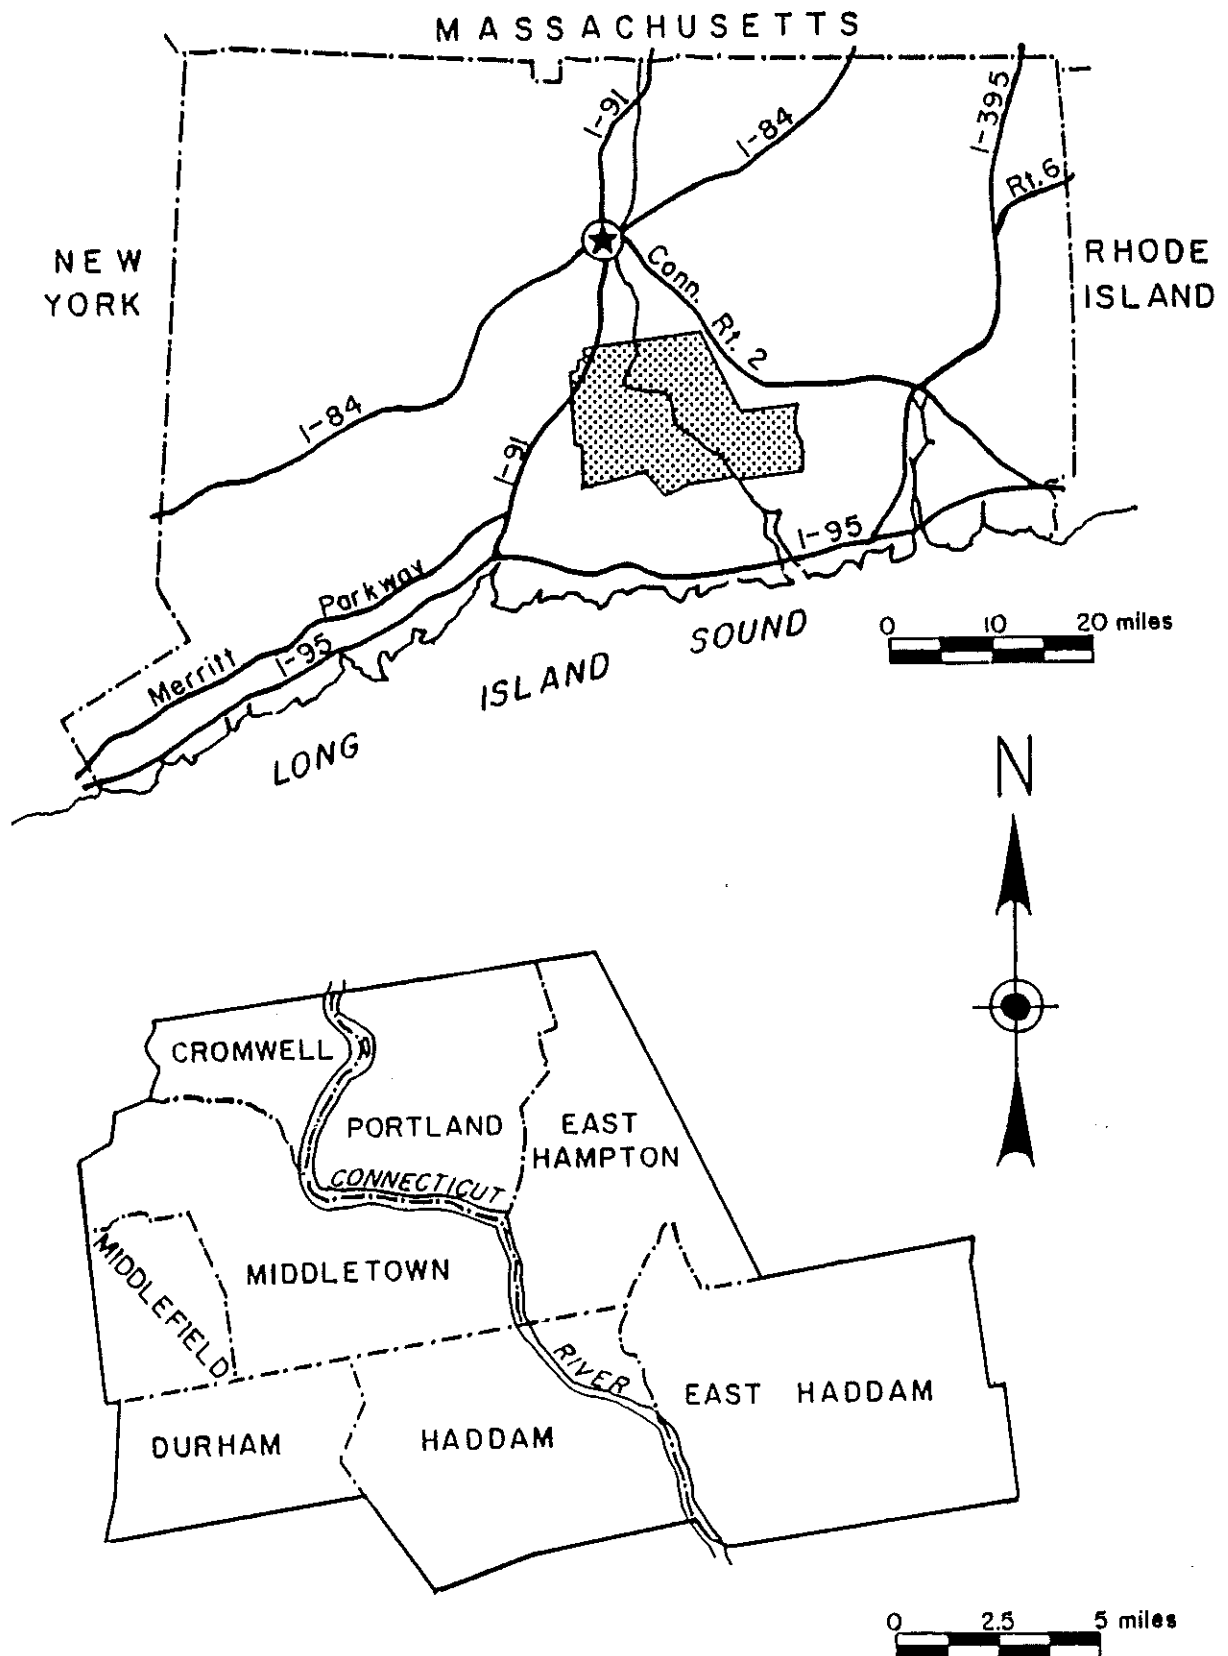 MASSACHUSETTS
I-91
I-84
I-395
Rt. 6
NEW
YORK
RHODE
ISLAND
Conn. Rt. 2
I-84
I-91
I-95
Merritt Parkway
I-95
LONG ISLAND SOUND
0 10 20 miles
N
CROMWELL
PORTLAND
EAST
HAMPTON
CONNECTICUT
MIDDLEFIELD
MIDDLETOWN
RIVER
EAST HADDAM
DURHAM
HADDAM
0 2.5 5 miles